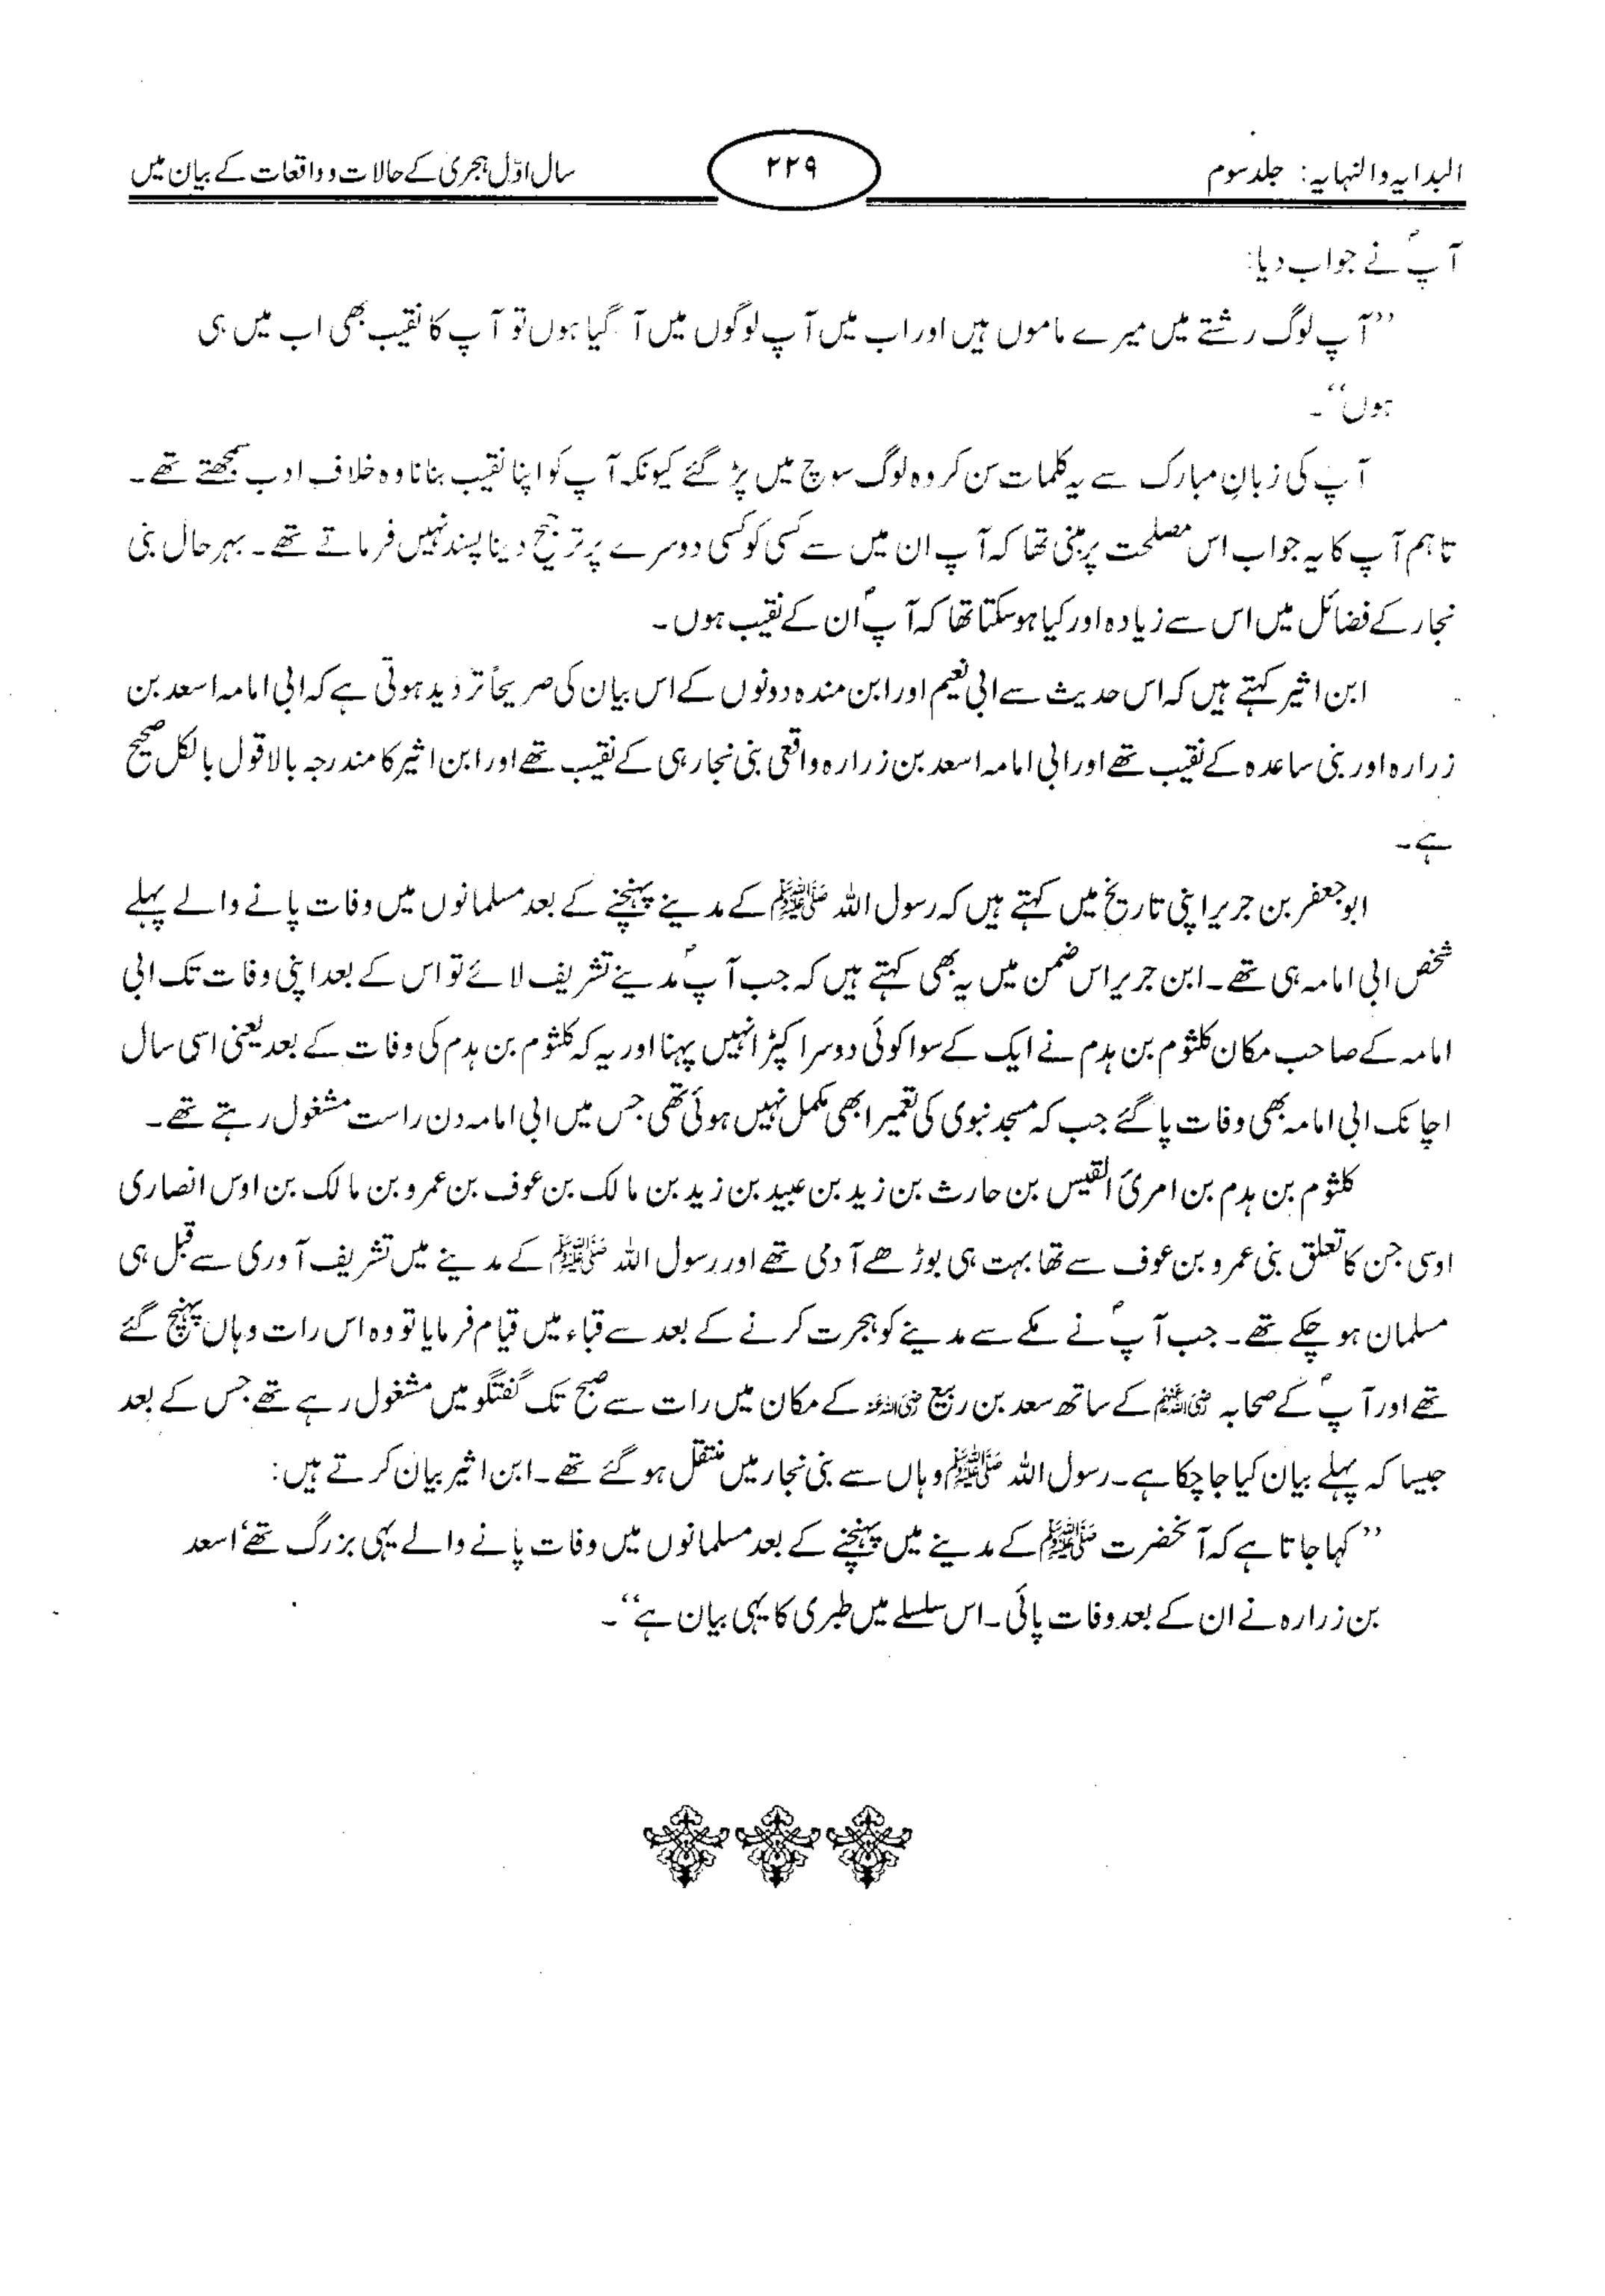 البدایہ والنہایہ: جلد سوم
۲۲۹
سال اوّل ہجری کے حالات و واقعات کے بیان میں
آپؐ نے جواب دیا:
’’آپ لوگ رشتے میں میرے ماموں ہیں اور اب میں آپ لوگوں میں آ گیا ہوں تو آپ کا نقیب بھی اب میں ہی
ہوں‘‘۔
آپ کی زبانِ مبارک سے یہ کلمات سن کر وہ لوگ سوچ میں پڑ گئے کیونکہ آپ کو اپنا نقیب بنانا وہ خلاف ادب سمجھتے تھے۔
تاہم آپ کا یہ جواب اس مصلحت پر مبنی تھا کہ آپ ان میں سے کسی کو کسی دوسرے پر ترجیح دینا پسند نہیں فرماتے تھے۔ بہر حال بنی
نجار کے فضائل میں اس سے زیادہ اور کیا ہو سکتا تھا کہ آپؐ ان کے نقیب ہوں۔
ابن اثیر کہتے ہیں کہ اس حدیث سے ابی نعیم اور ابن مندہ دونوں کے اس بیان کی صریحاً تردید ہوتی ہے کہ ابی امامہ اسعد بن
زرارہ اور بنی ساعدہ کے نقیب تھے اور ابی امامہ اسعد بن زرارہ واقعی بنی نجار ہی کے نقیب تھے اور ابن اثیر کا مندرجہ بالا قول بالکل صحیح
ہے۔
ابو جعفر بن جریر اپنی تاریخ میں کہتے ہیں کہ رسول اللہ ﷺ کے مدینے پہنچنے کے بعد مسلمانوں میں وفات پانے والے پہلے
شخص ابی امامہ ہی تھے۔ ابن جریر اس ضمن میں یہ بھی کہتے ہیں کہ جب آپؐ مدینے تشریف لائے تو اس کے بعد اپنی وفات تک ابی
امامہ کے صاحب مکان کلثوم بن ہدم نے ایک کے سوا کوئی دوسرا کپڑا نہیں پہنا اور یہ کہ کلثوم بن ہدم کی وفات کے بعد یعنی اسی سال
اچانک ابی امامہ بھی وفات پا گئے جب کہ مسجد نبوی کی تعمیر ابھی مکمل نہیں ہوئی تھی جس میں ابی امامہ دن راست مشغول رہتے تھے۔
کلثوم بن ہدم بن امرئ القیس بن حارث بن زید بن عبید بن زید بن مالک بن عوف بن عمرو بن مالک بن اوس انصاری
اوسی جن کا تعلق بنی عمرو بن عوف سے تھا بہت ہی بوڑھے آدمی تھے اور رسول اللہ ﷺ کے مدینے میں تشریف آوری سے قبل ہی
مسلمان ہو چکے تھے۔ جب آپؐ نے مکے سے مدینے کو ہجرت کرنے کے بعد سے قباء میں قیام فرمایا تو وہ اس رات وہاں پہنچ گئے
تھے اور آپؐ کے صحابہ رضی اللہ عنہم کے ساتھ سعد بن ربیع رضی اللہ عنہ کے مکان میں رات سے صبح تک گفتگو میں مشغول رہے تھے جس کے بعد
جیسا کہ پہلے بیان کیا جا چکا ہے۔ رسول اللہ ﷺ وہاں سے بنی نجار میں منتقل ہو گئے تھے۔ ابن اثیر بیان کرتے ہیں:
’’کہا جاتا ہے کہ آنحضرت ﷺ کے مدینے میں پہنچنے کے بعد مسلمانوں میں وفات پانے والے یہی بزرگ تھے‘ اسعد
بن زرارہ نے ان کے بعد وفات پائی۔ اس سلسلے میں طبری کا یہی بیان ہے‘‘۔